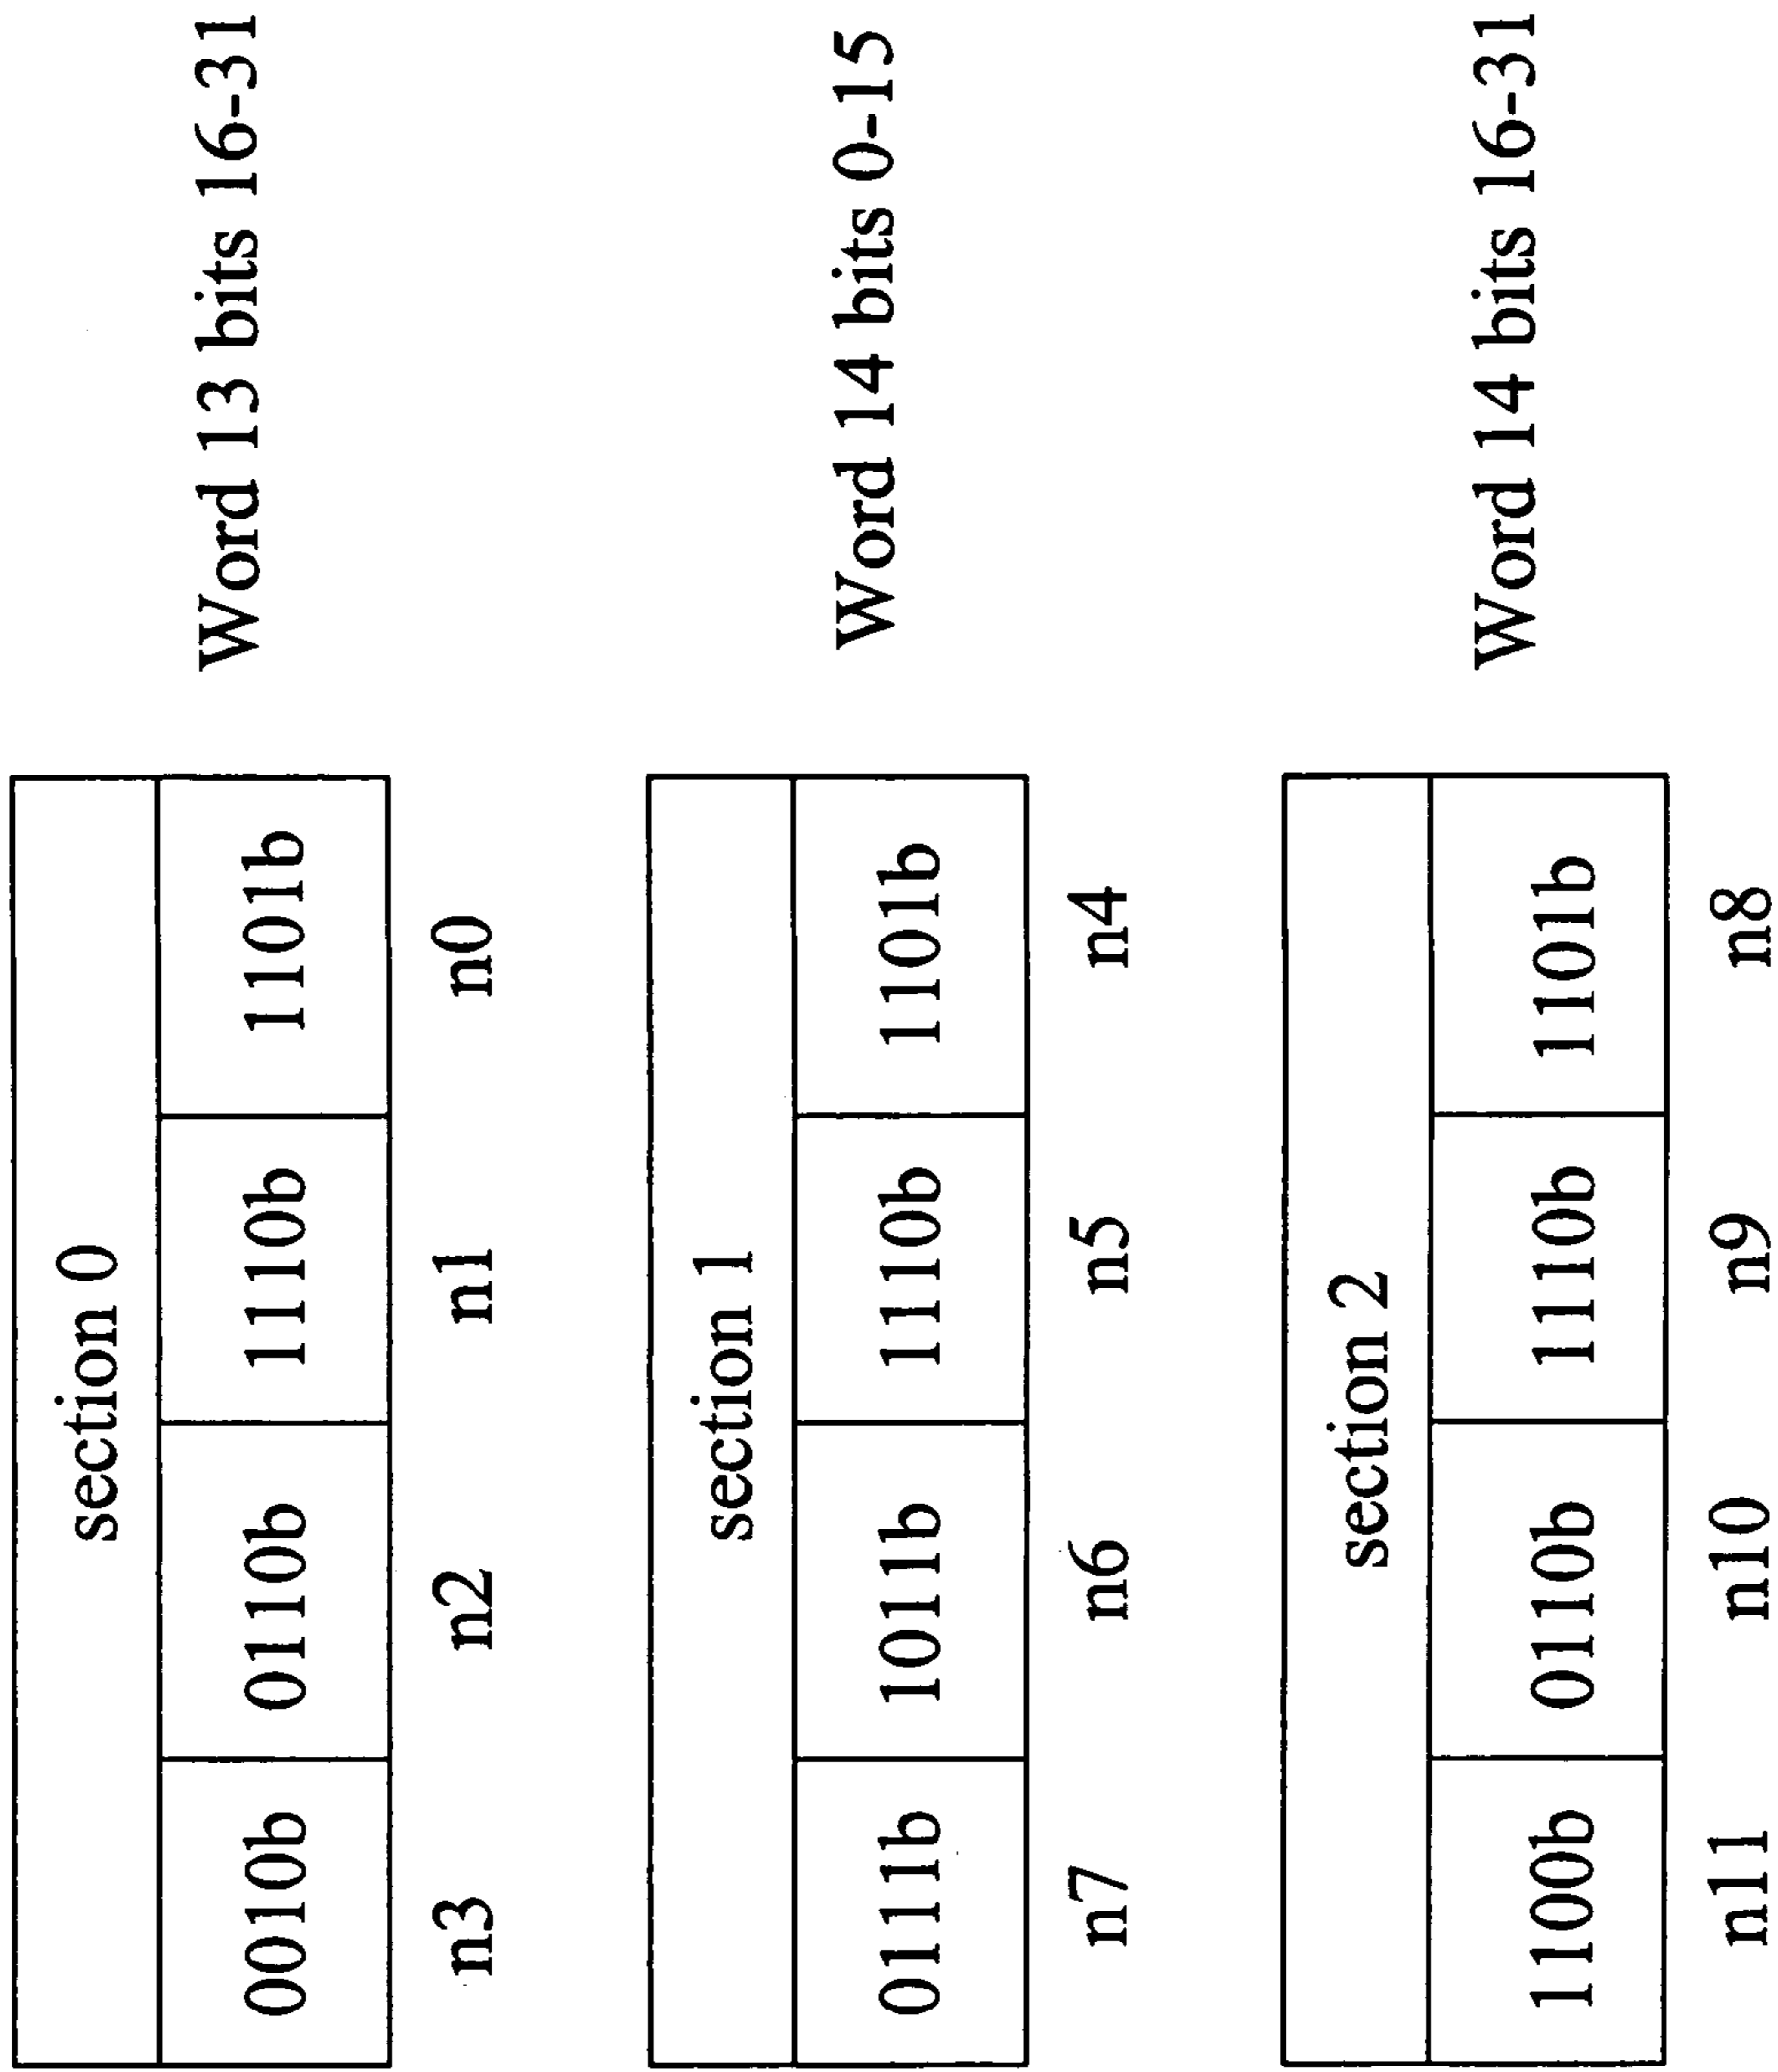 section 0
0010b 0110b 1110b 1101b Word 13 bits 16-31
n3 n2 n1 n0
section 1
0111b 1011b 1110b 1101b Word 14 bits 0-15
n7 n6 n5 n4
section 2
1100b 0110b 1110b 1101b Word 14 bits 16-31
n11 n10 n9 n8